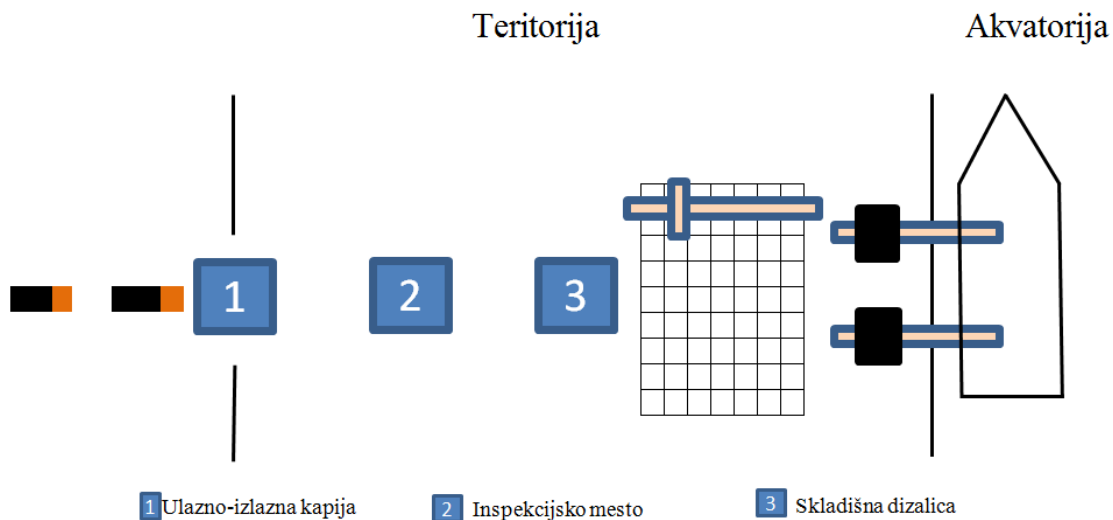 Teritorija
Akvatorija
1
2
3
1 Ulazno-izlazna kapija
2 Inspekcijsko mesto
3 Skladišna dizalica